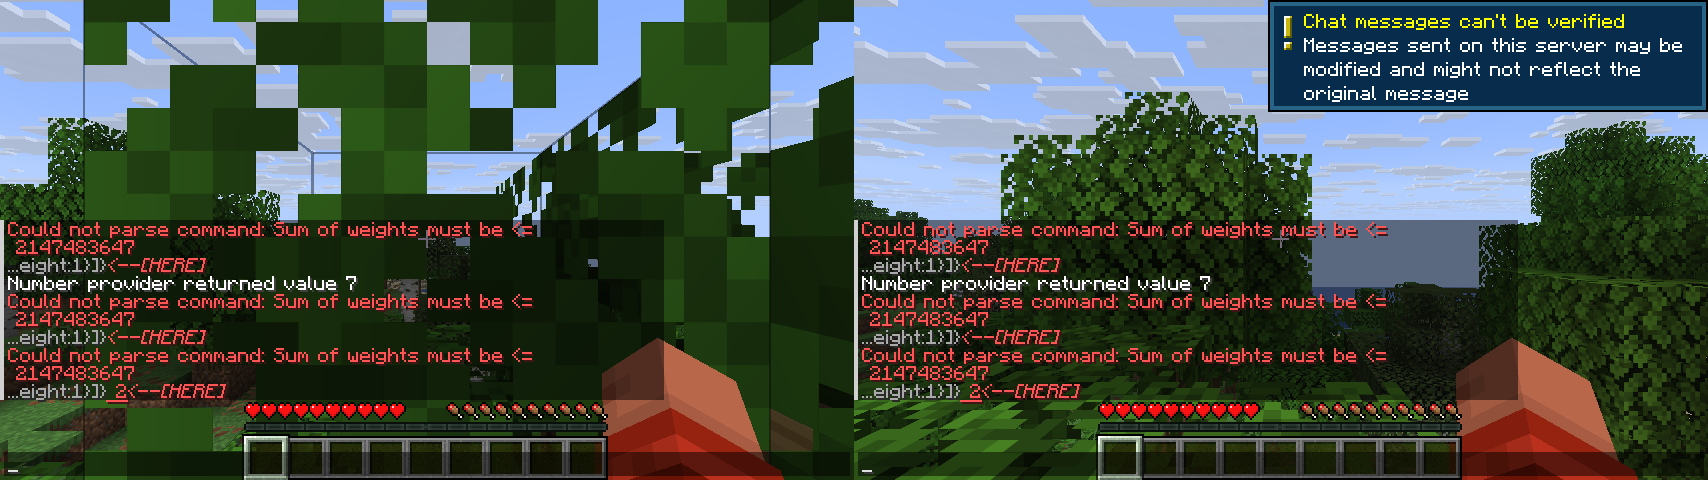 Could not parse command: Sum of weights must be <=
2147483647
...eight:1}]}<--[HERE]
Number provider returned value 7
Could not parse command: Sum of weights must be <=
2147483647
...eight:1}]}<--[HERE]
Could not parse command: Sum of weights must be <=
2147483647
...eight:1}]} 2<--[HERE]
_
Chat messages can't be verified
Messages sent on this server may be
modified and might not reflect the
original message
Could not parse command: Sum of weights must be <=
2147483647
...eight:1}]}<--[HERE]
Number provider returned value 7
Could not parse command: Sum of weights must be <=
2147483647
...eight:1}]}<--[HERE]
Could not parse command: Sum of weights must be <=
2147483647
...eight:1}]} 2<--[HERE]
_